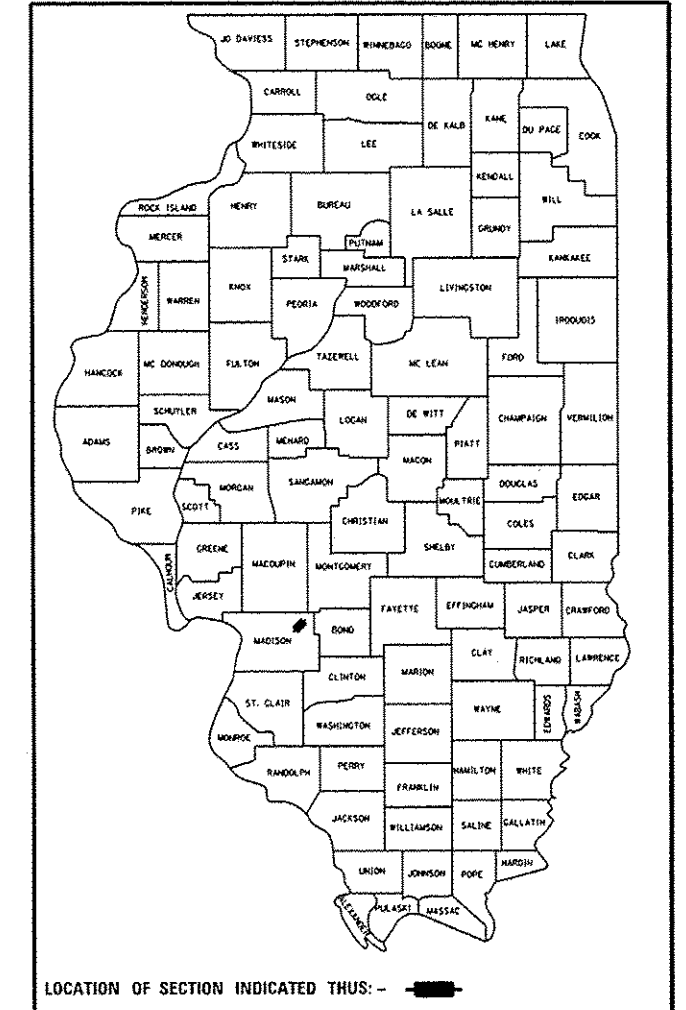 JO DAVIESS STEPHENSON WINNEBAGO BOONE MC HENRY LAKE
CARROLL OGLE DE KALB KANE DU PAGE COOK
WHITESIDE LEE
KENDALL WILL
ROCK ISLAND HENRY BUREAU LA SALLE GRUNDY
MERCER PUTNAM
STARK MARSHALL KANKAKEE
HENDERSON WARREN KNOX PEORIA WOODFORD LIVINGSTON IROQUOIS
HANCOCK MC DONOUGH FULTON TAZEWELL MC LEAN FORD
SCHUYLER MASON LOGAN DE WITT CHAMPAIGN VERMILION
ADAMS BROWN CASS MENARD MACON PIATT
PIKE SCOTT MORGAN SANGAMON MOULTRIE DOUGLAS EDGAR
CHRISTIAN COLES
CALHOUN GREENE MACOUPIN MONTGOMERY SHELBY CUMBERLAND CLARK
JERSEY FAYETTE EFFINGHAM JASPER CRAWFORD
MADISON BOND
CLINTON MARION CLAY RICHLAND LAWRENCE
ST. CLAIR WAYNE EDWARDS WABASH
MONROE WASHINGTON JEFFERSON
RANDOLPH PERRY HAMILTON WHITE
FRANKLIN
JACKSON WILLIAMSON SALINE GALLATIN
UNION JOHNSON POPE HARDIN
ALEXANDER PULASKI MASSAC
LOCATION OF SECTION INDICATED THUS: -